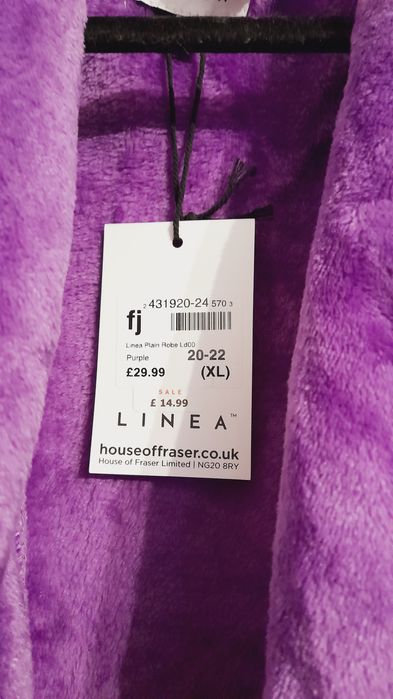 2 431920-24 570 3
fj
Linea Plain Robe Ld00
Purple 20-22
£29.99 (XL)
SALE
£ 14.99
LINEA™
houseoffraser.co.uk
House of Fraser Limited | NG20 8RY